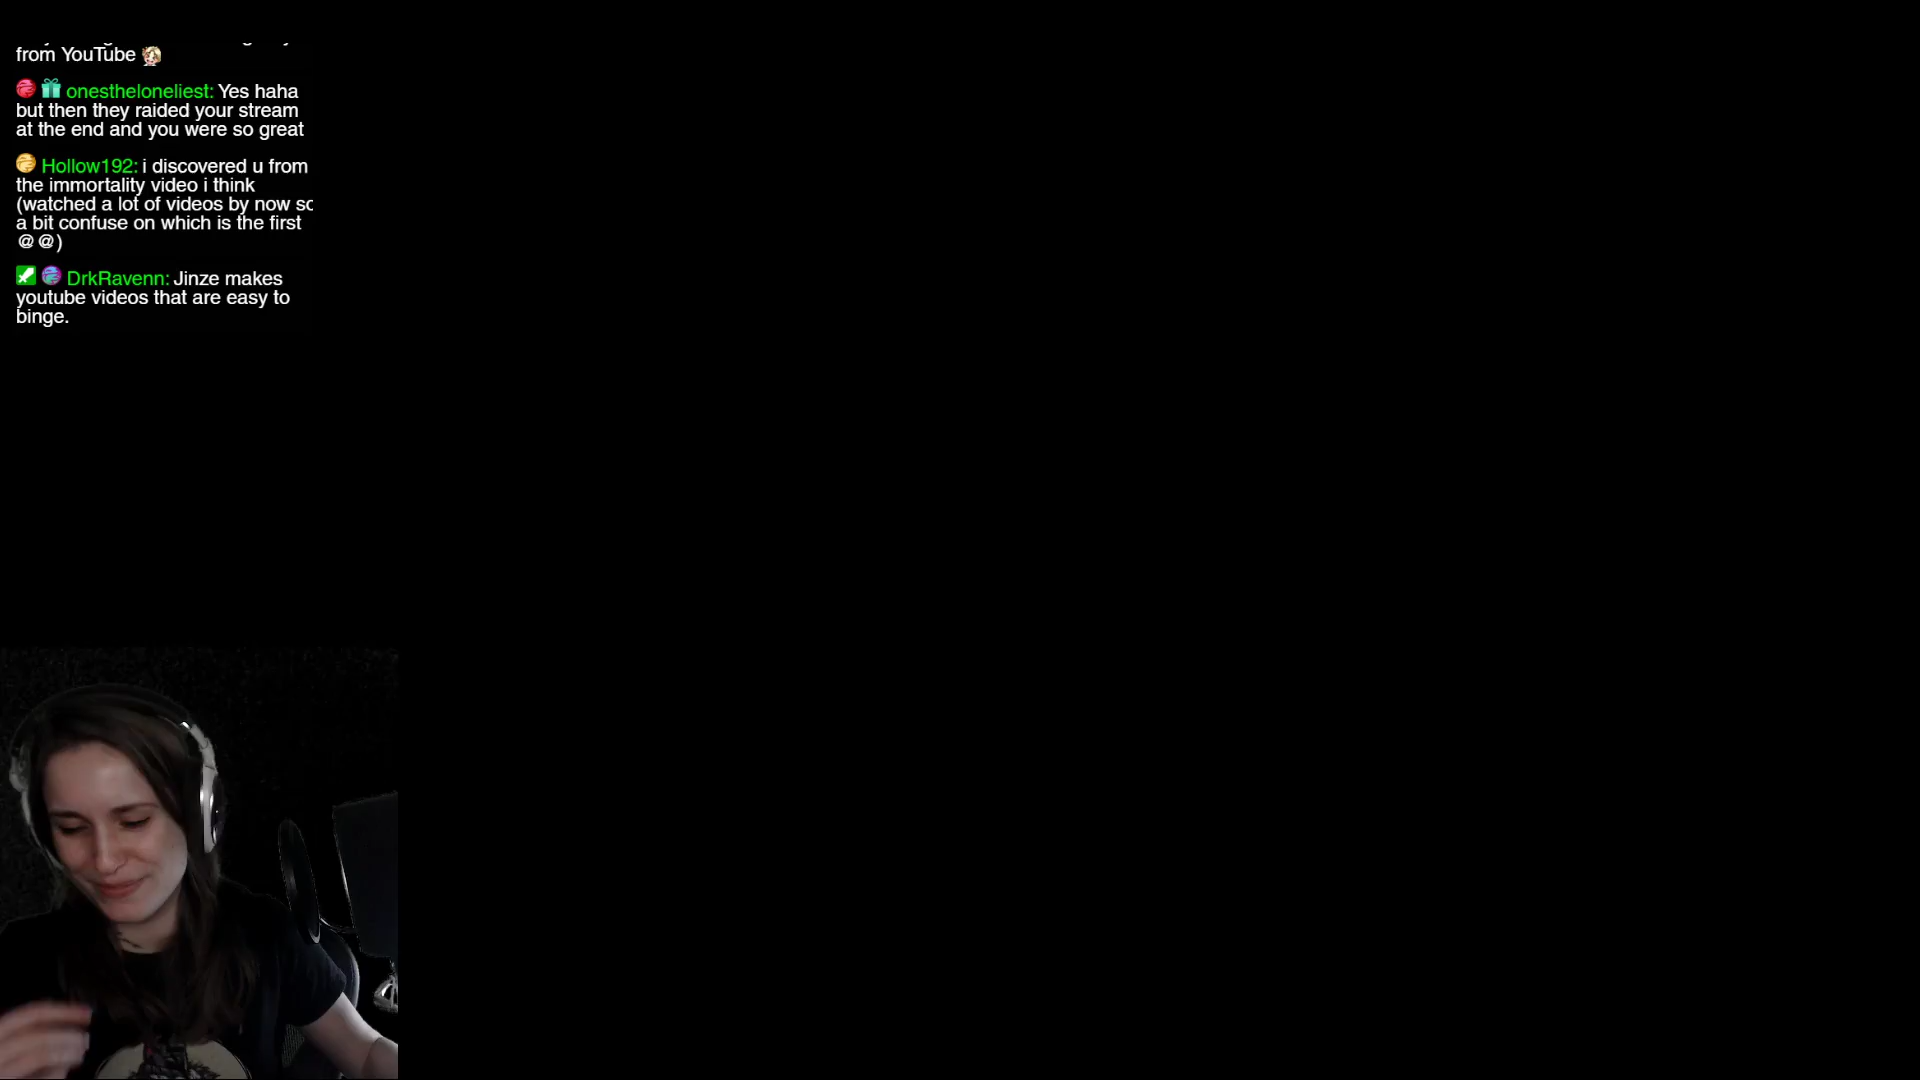 from YouTube
onestheloneliest: Yes haha
but then they raided your stream
at the end and you were so great
Hollow192: i discovered u from
the immortality video i think
(watched a lot of videos by now so
a bit confuse on which is the first
@@)
DrkRavenn: Jinze makes
youtube videos that are easy to
binge.